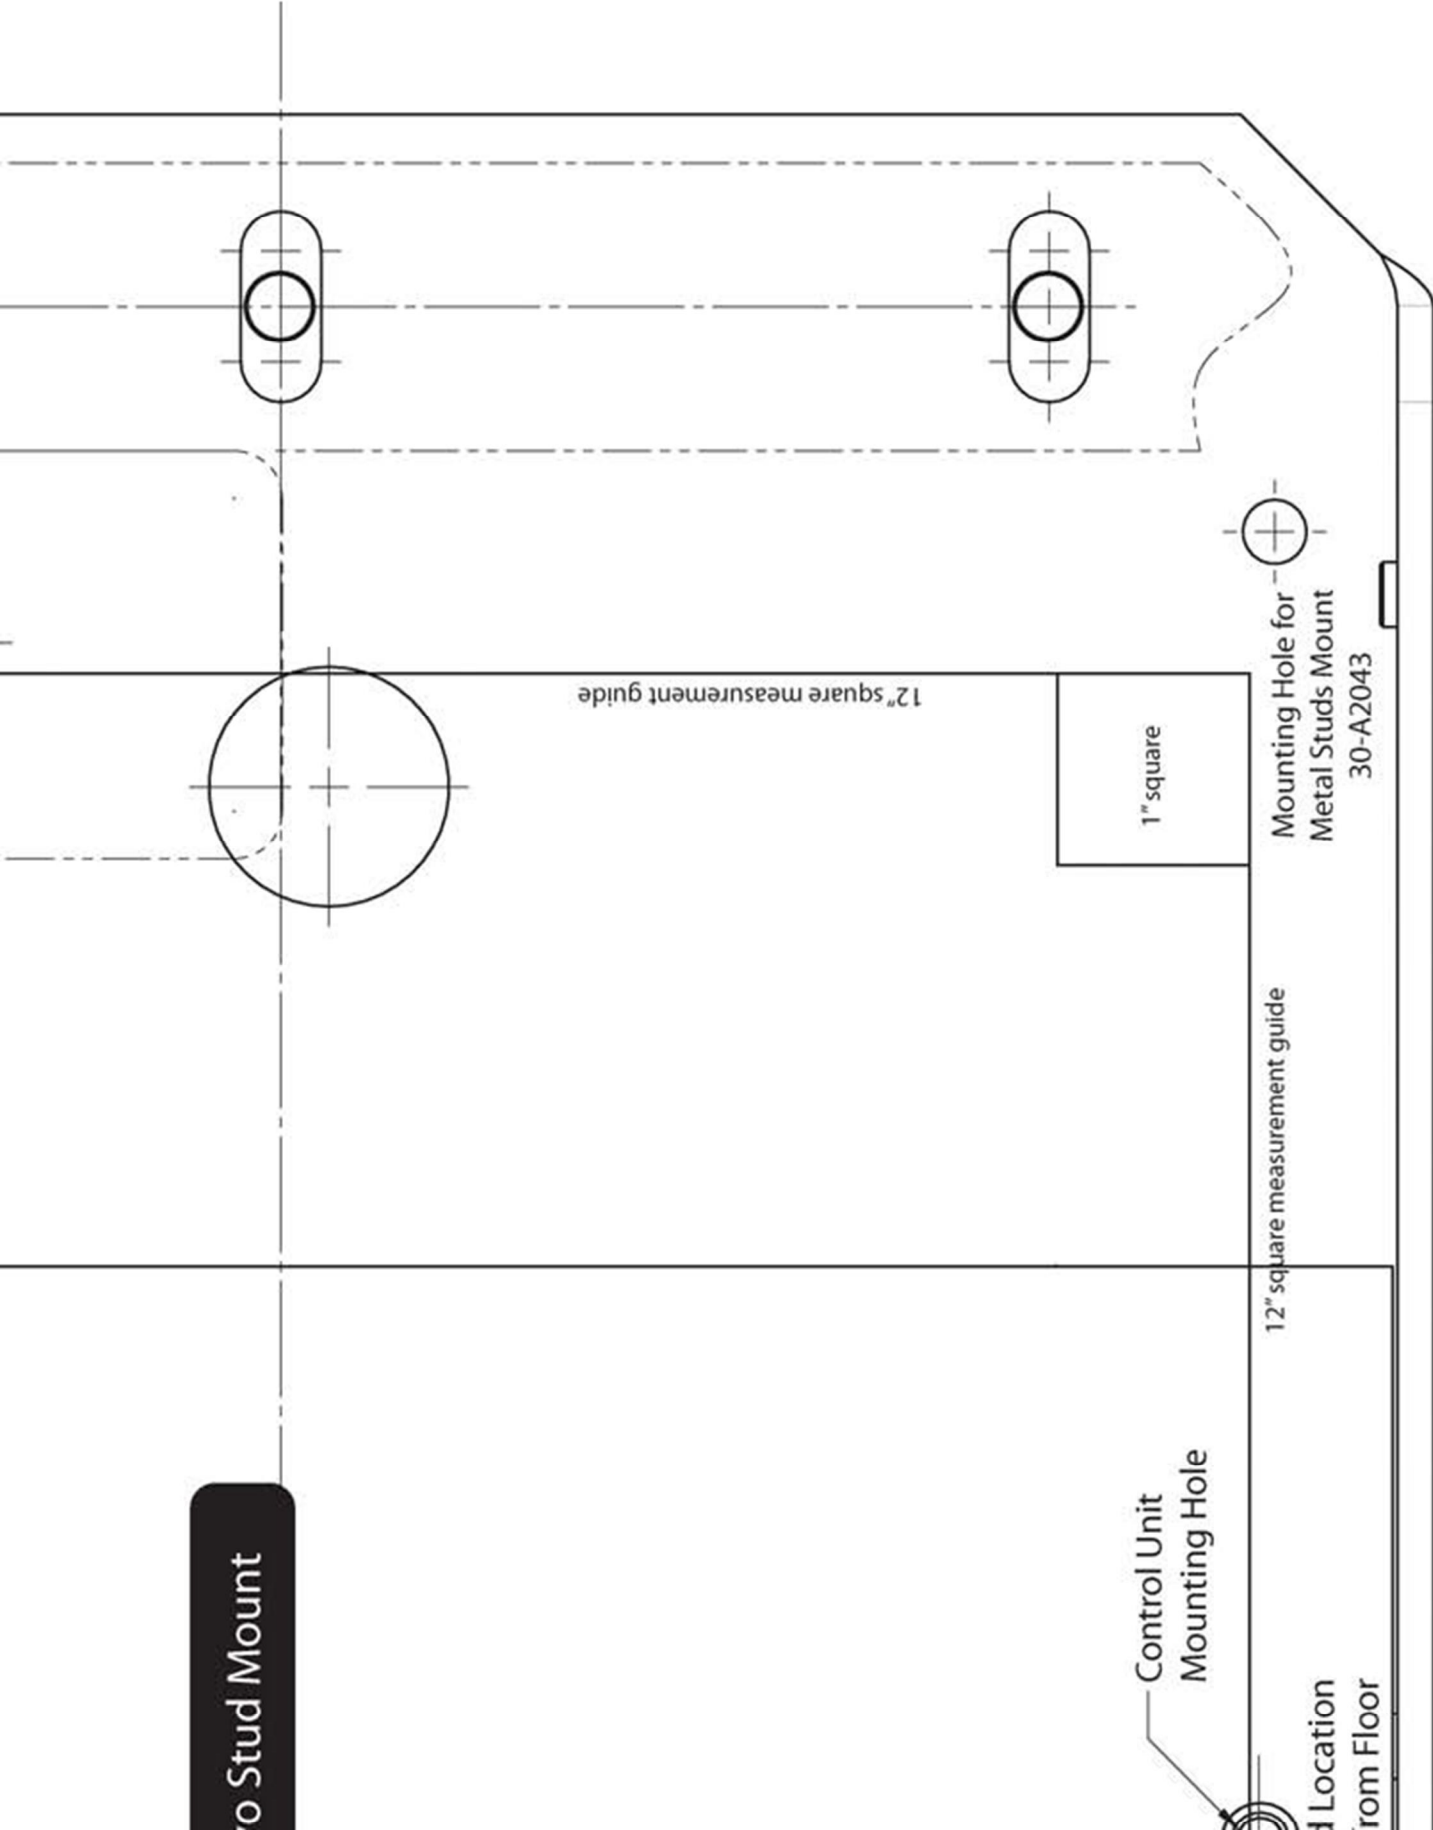 12" square measurement guide
1" square
Mounting Hole for
Metal Studs Mount
30-A2043
12" square measurement guide
Control Unit
Mounting Hole
Stud Mount
Location
rom Floor